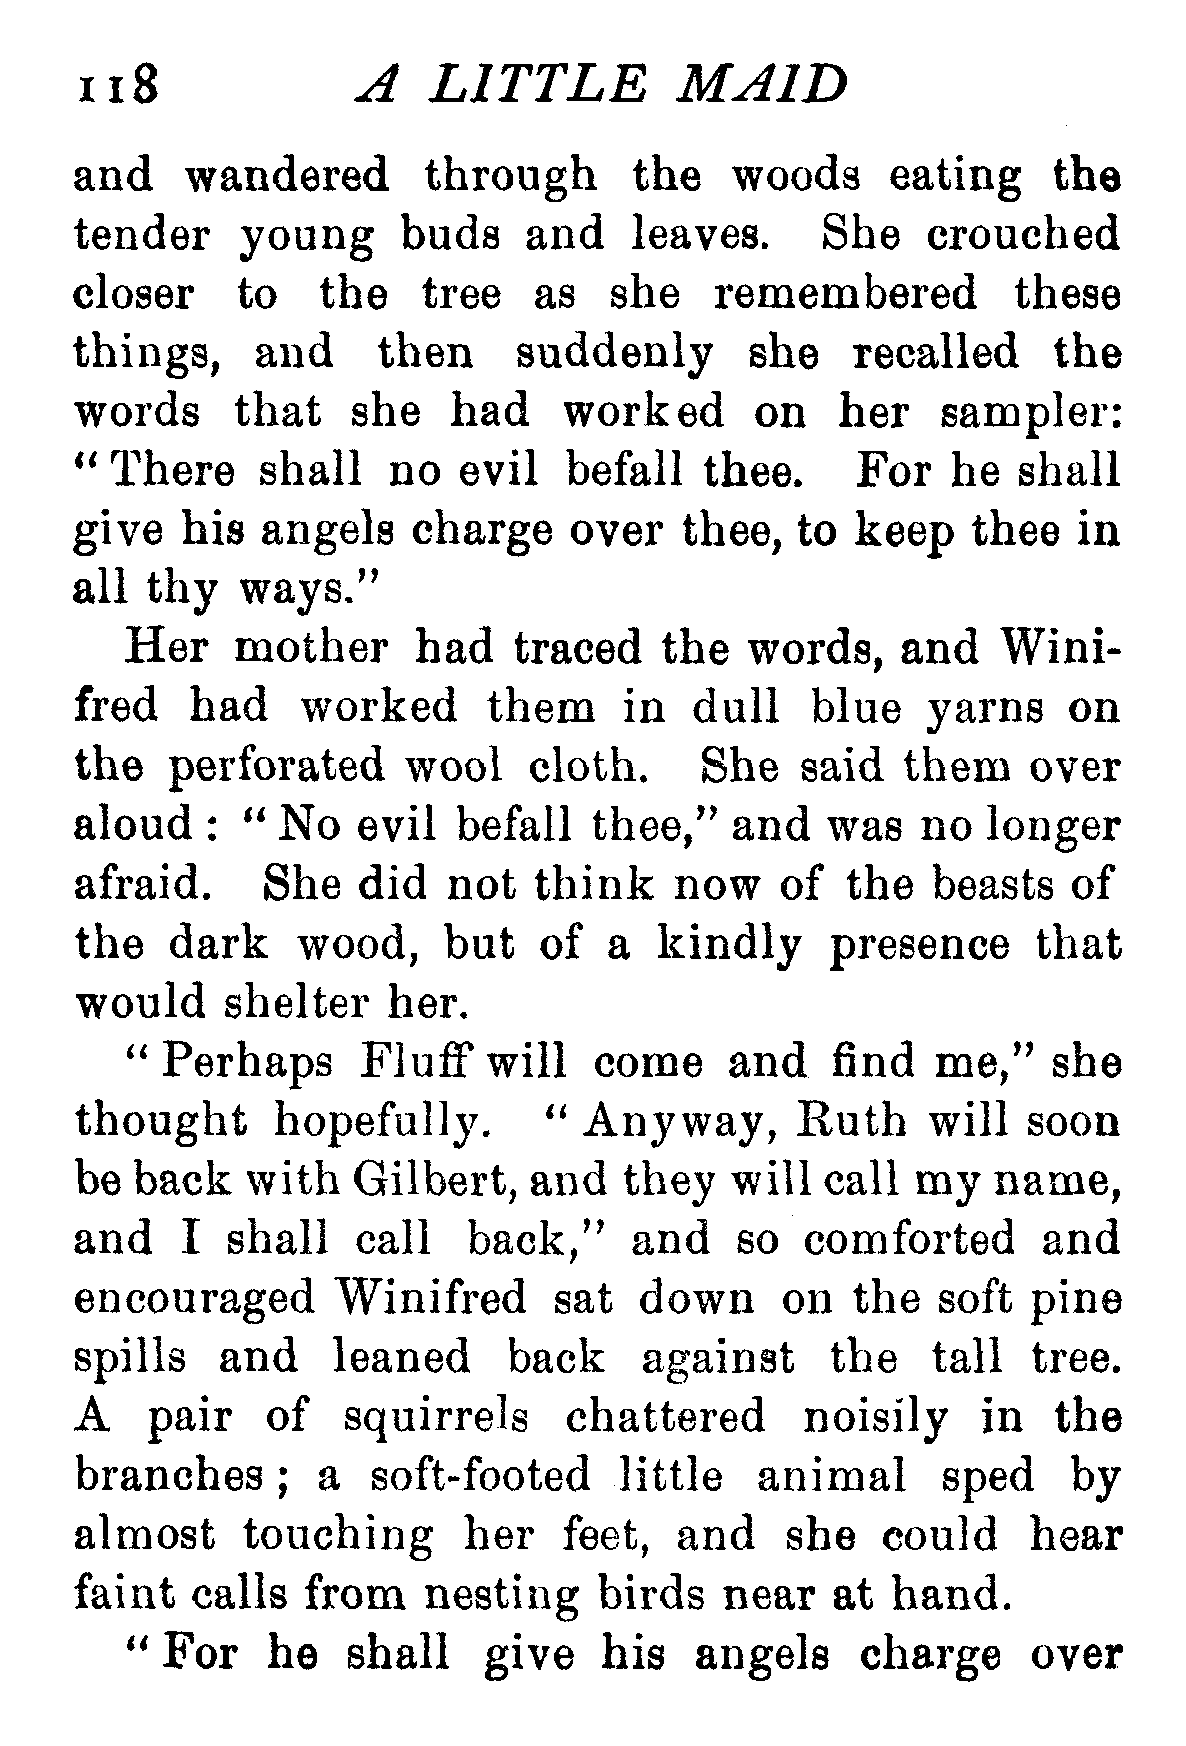 118 A LITTLE MAID
and wandered through the woods eating the
tender young buds and leaves. She crouched
closer to the tree as she remembered these
things, and then suddenly she recalled the
words that she had worked on her sampler:
“ There shall no evil befall thee. For he shall
give his angels charge over thee, to keep thee in
all thy ways.”
Her mother had traced the words, and Wini-
fred had worked them in dull blue yarns on
the perforated wool cloth. She said them over
aloud : “ No evil befall thee,” and was no longer
afraid. She did not think now of the beasts of
the dark wood, but of a kindly presence that
would shelter her.
“ Perhaps Fluff will come and find me,” she
thought hopefully. “ Anyway, Ruth will soon
be back with Gilbert, and they will call my name,
and I shall call back,” and so comforted and
encouraged Winifred sat down on the soft pine
spills and leaned back against the tall tree.
A pair of squirrels chattered noisily in the
branches ; a soft-footed little animal sped by
almost touching her feet, and she could hear
faint calls from nesting birds near at hand.
“ For he shall give his angels charge over